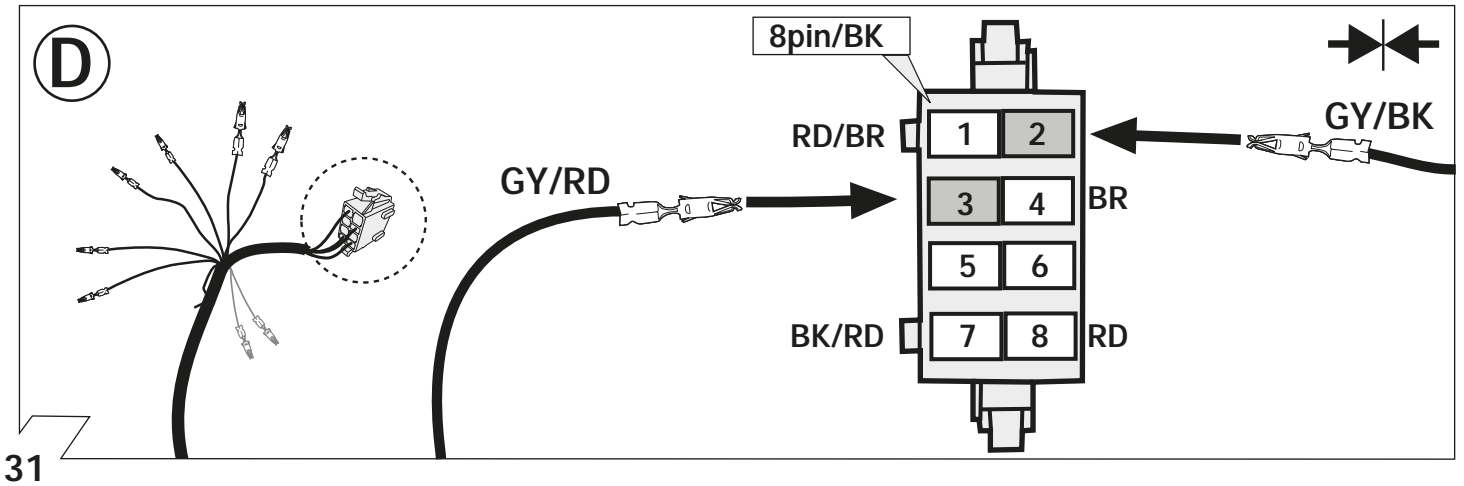 D
8pin/BK
GY/BK
RD/BR 1 2
GY/RD
3 4 BR
5 6
BK/RD 7 8 RD
31